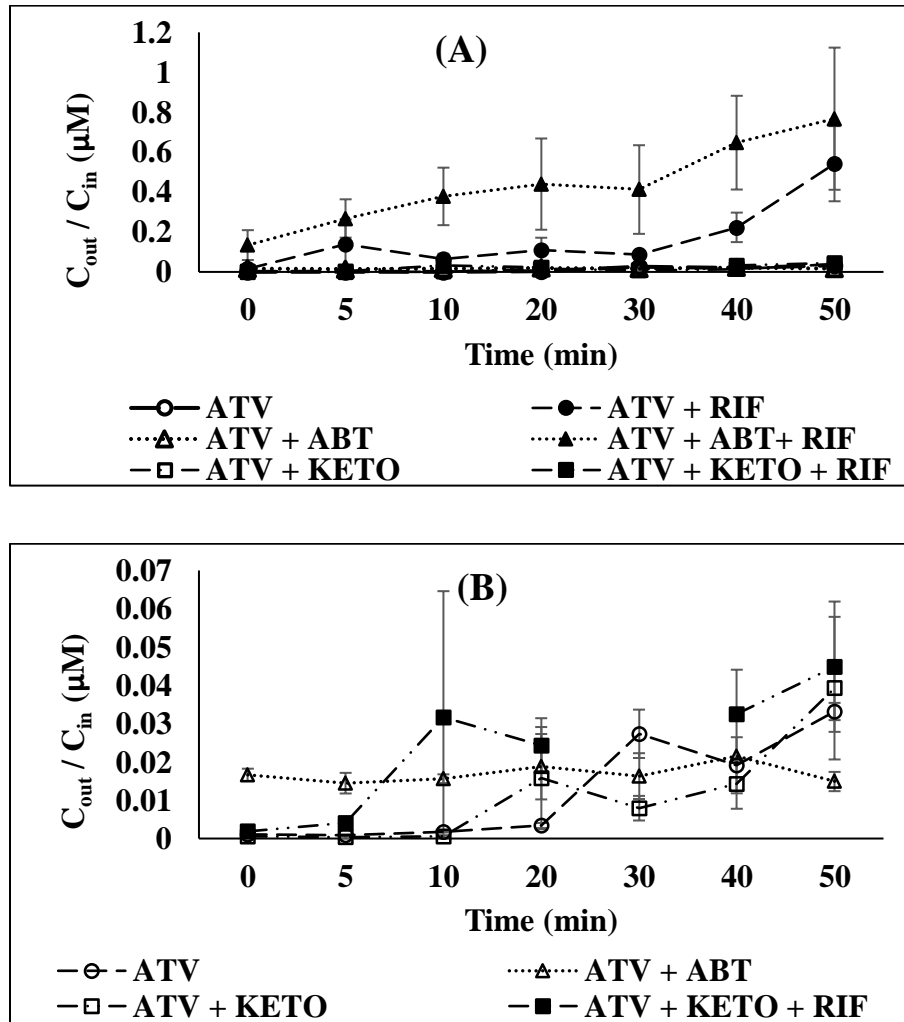 (A)
1.2
1
0.8
0.6
0.4
0.2
0
C_out / C_in (μM)
0 5 10 20 30 40 50
Time (min)
ATV ATV + RIF
ATV + ABT ATV + ABT+ RIF
ATV + KETO ATV + KETO + RIF
(B)
0.07
0.06
0.05
0.04
0.03
0.02
0.01
0
C_out / C_in (μM)
0 5 10 20 30 40 50
Time (min)
ATV ATV + ABT
ATV + KETO ATV + KETO + RIF